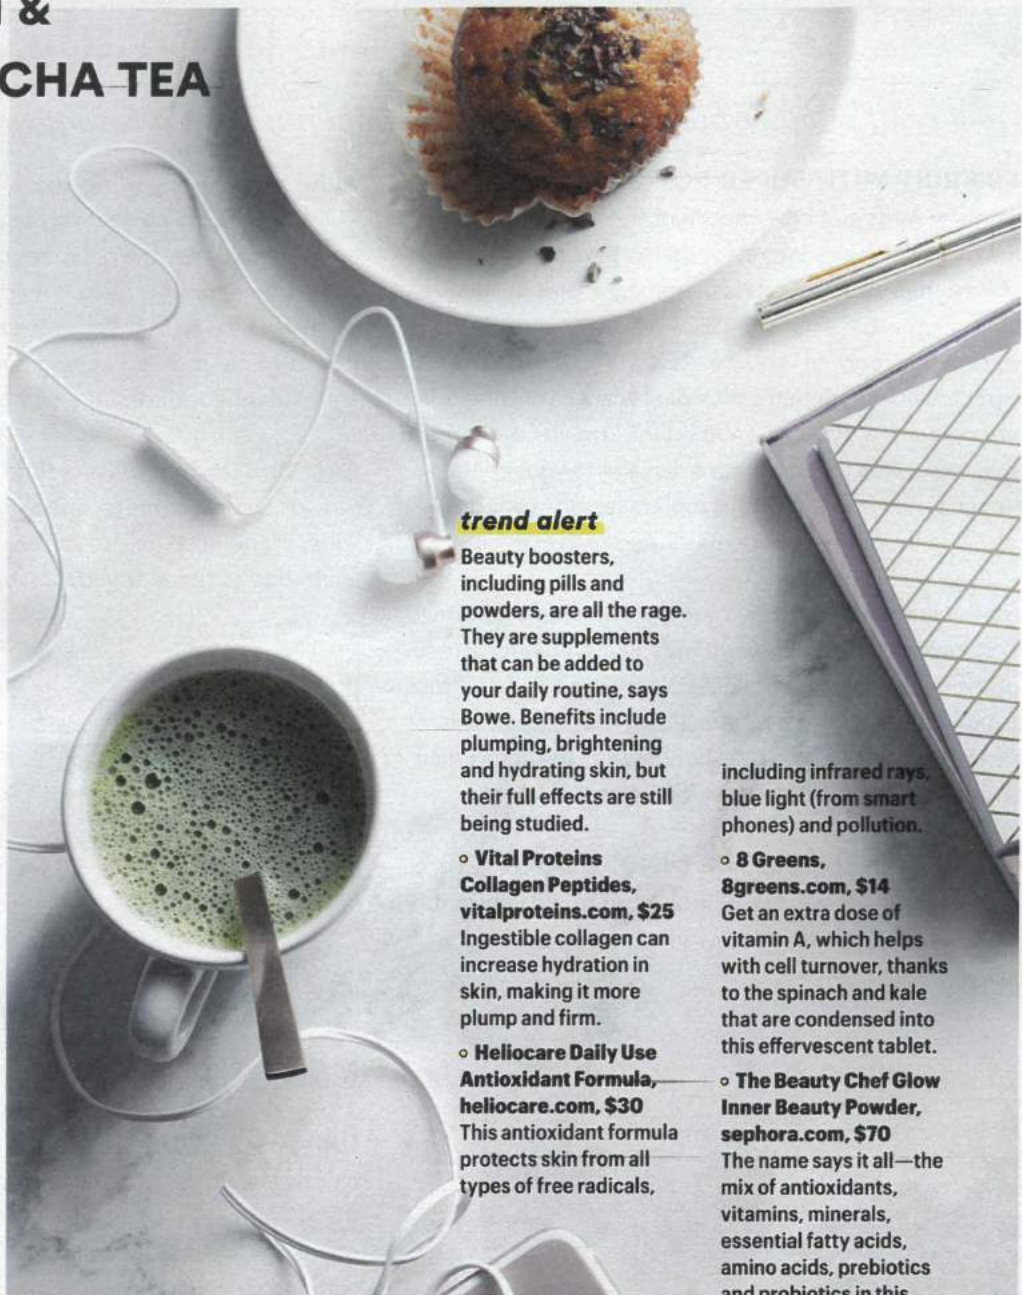 &
CHA TEA
trend alert
Beauty boosters,
including pills and
powders, are all the rage.
They are supplements
that can be added to
your daily routine, says
Bowe. Benefits include
plumping, brightening
and hydrating skin, but
their full effects are still
being studied.
○ Vital Proteins
Collagen Peptides,
vitalproteins.com, $25
Ingestible collagen can
increase hydration in
skin, making it more
plump and firm.
○ Heliocare Daily Use
Antioxidant Formula,
heliocare.com, $30
This antioxidant formula
protects skin from all
types of free radicals,
including infrared rays,
blue light (from smart
phones) and pollution.
○ 8 Greens,
8greens.com, $14
Get an extra dose of
vitamin A, which helps
with cell turnover, thanks
to the spinach and kale
that are condensed into
this effervescent tablet.
○ The Beauty Chef Glow
Inner Beauty Powder,
sephora.com, $70
The name says it all—the
mix of antioxidants,
vitamins, minerals,
essential fatty acids,
amino acids, prebiotics
and probiotics in this